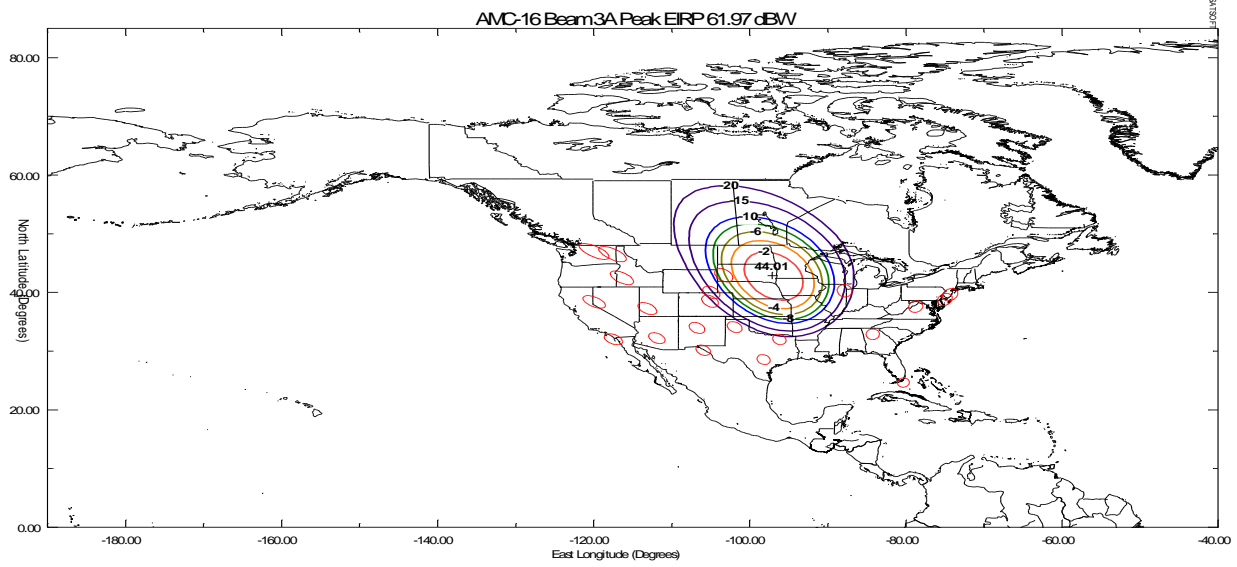 AMC-16 Beam 3A Peak EIRP 61.97 dBW
SATSOFT
80.00
60.00
40.00
20.00
0.00
North Latitude (Degrees)
-20
-15
-10
-6
-2
44.01
-4
-8
-180.00 -160.00 -140.00 -120.00 -100.00 -80.00 -60.00 -40.00
East Longitude (Degrees)